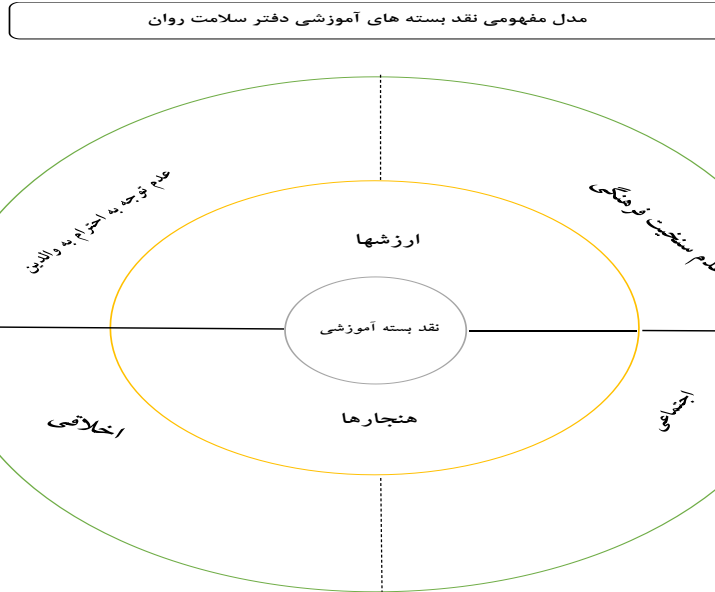 مدل مفهومی نقد بسته های آموزشی دفتر سلامت روان
عدم سنخیت فرهنگی
عدم توجه به احترام به والدین
ارزشها
نقد بسته آموزشی
هنجارها
اجتماعی
اخلاقی